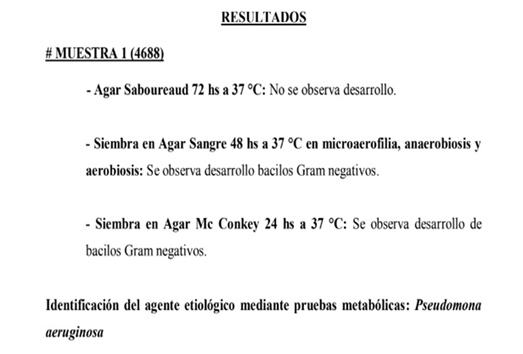 RESULTADOS
# MUESTRA 1 (4688)
- Agar Saboureaud 72 hs a 37 °C: No se observa desarrollo.
- Siembra en Agar Sangre 48 hs a 37 °C en microaerofilia, anaerobiosis y
aerobiosis: Se observa desarrollo bacilos Gram negativos.
- Siembra en Agar Mc Conkey 24 hs a 37 °C: Se observa desarrollo de
bacilos Gram negativos.
Identificación del agente etiológico mediante pruebas metabólicas: Pseudomona
aeruginosa